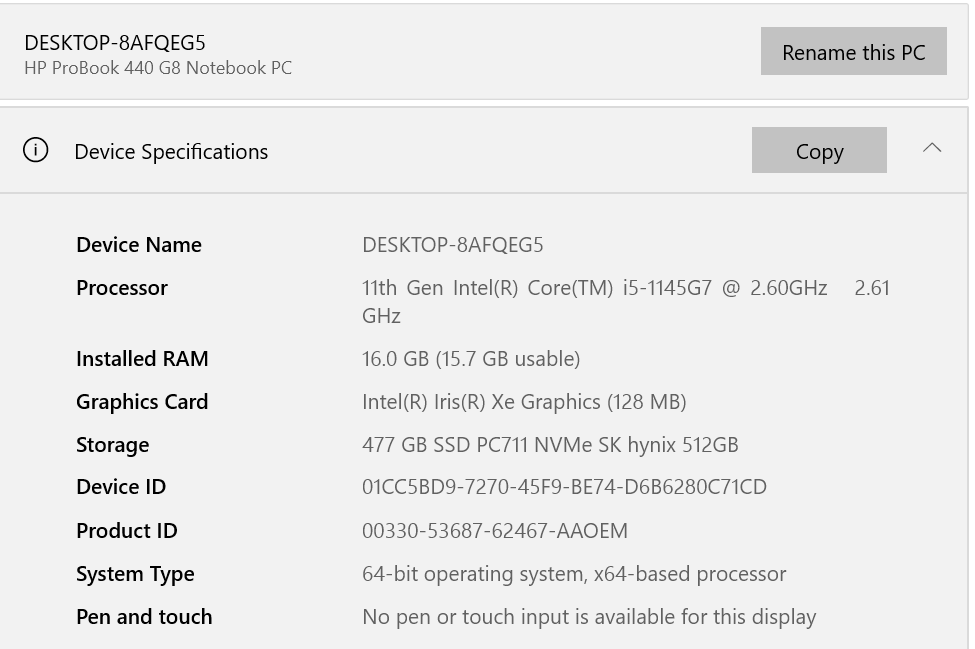 DESKTOP-8AFQEG5
HP ProBook 440 G8 Notebook PC
Rename this PC
Device Specifications
Copy
Device Name DESKTOP-8AFQEG5
Processor 11th Gen Intel(R) Core(TM) i5-1145G7 @ 2.60GHz 2.61
GHz
Installed RAM 16.0 GB (15.7 GB usable)
Graphics Card Intel(R) Iris(R) Xe Graphics (128 MB)
Storage 477 GB SSD PC711 NVMe SK hynix 512GB
Device ID 01CC5BD9-7270-45F9-BE74-D6B6280C71CD
Product ID 00330-53687-62467-AAOEM
System Type 64-bit operating system, x64-based processor
Pen and touch No pen or touch input is available for this display